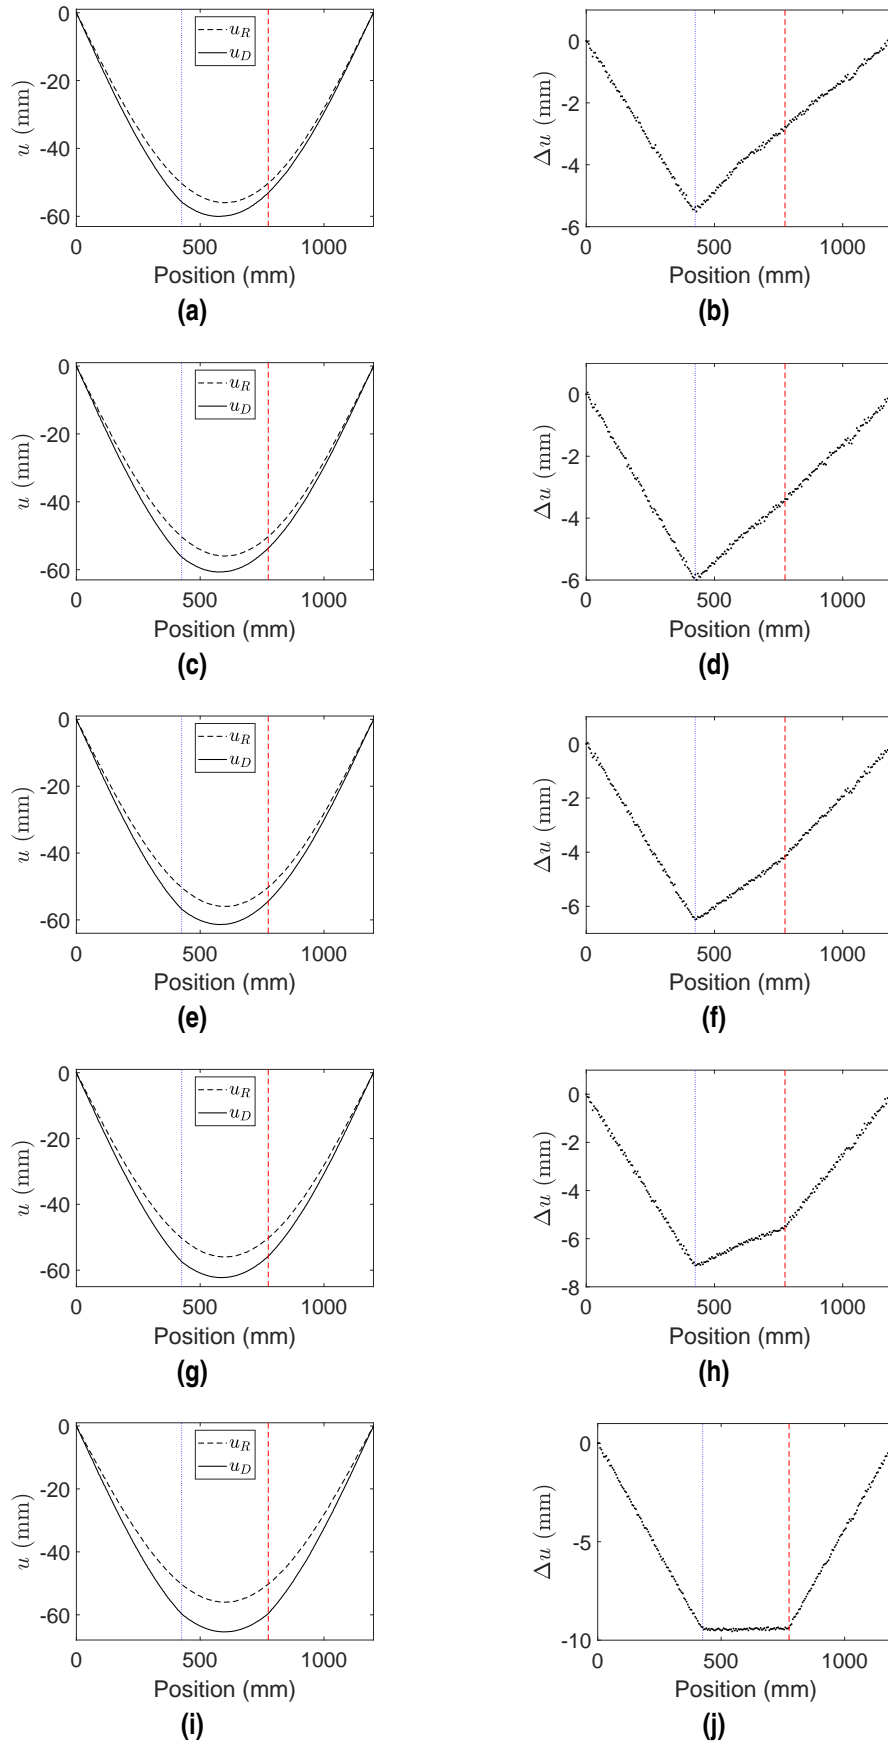 0
-20
-40
-60
u (mm)
u_R
u_D
0 500 1000
Position (mm)
(a)
0
-2
-4
-6
Δu (mm)
0 500 1000
Position (mm)
(b)
0
-20
-40
-60
u (mm)
u_R
u_D
0 500 1000
Position (mm)
(c)
0
-2
-4
-6
Δu (mm)
0 500 1000
Position (mm)
(d)
0
-20
-40
-60
u (mm)
u_R
u_D
0 500 1000
Position (mm)
(e)
0
-2
-4
-6
Δu (mm)
0 500 1000
Position (mm)
(f)
0
-20
-40
-60
u (mm)
u_R
u_D
0 500 1000
Position (mm)
(g)
0
-2
-4
-6
-8
Δu (mm)
0 500 1000
Position (mm)
(h)
0
-20
-40
-60
u (mm)
u_R
u_D
0 500 1000
Position (mm)
(i)
0
-5
-10
Δu (mm)
0 500 1000
Position (mm)
(j)